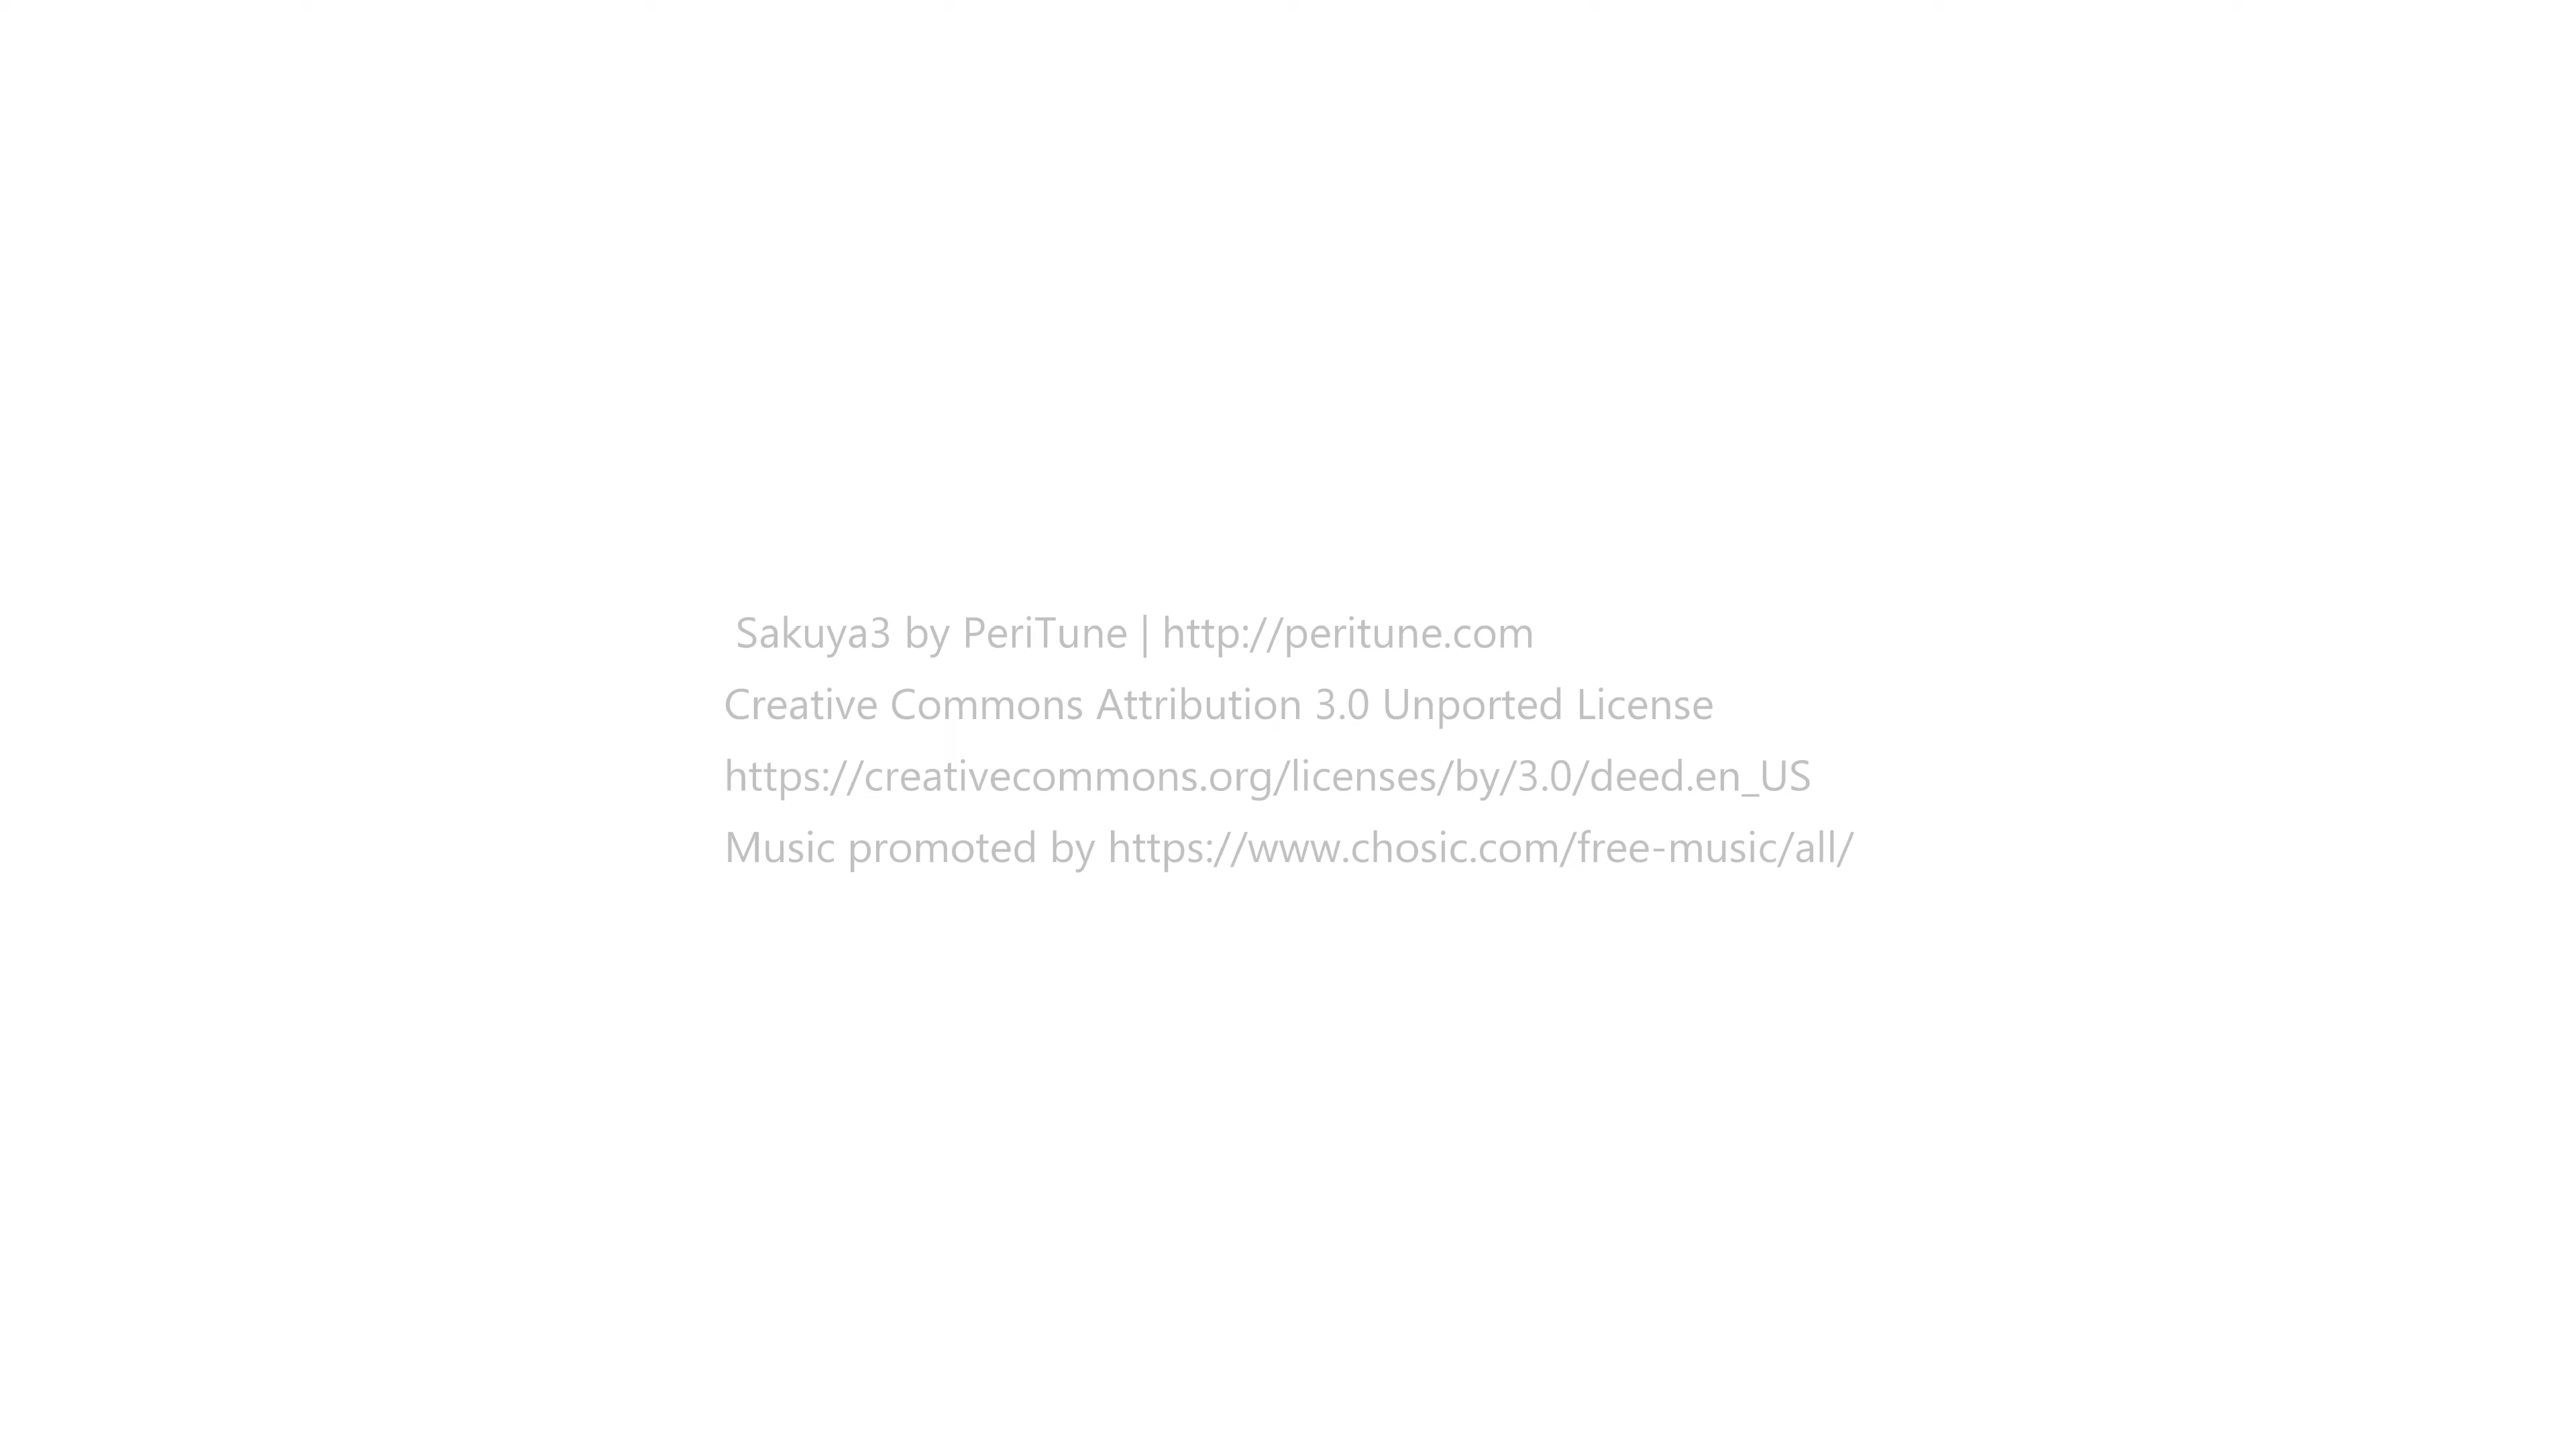 Sakuya3 by PeriTune | http://peritune.com
Creative Commons Attribution 3.0 Unported License
https://creativecommons.org/licenses/by/3.0/deed.en_US
Music promoted by https://www.chosic.com/free-music/all/